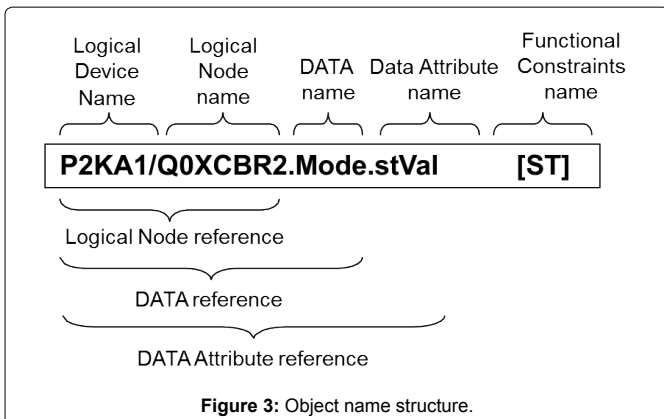 Logical Device Name
Logical Node name
DATA name
Data Attribute name
Functional Constraints name
P2KA1/Q0XCBR2.Mode.stVal [ST]
Logical Node reference
DATA reference
DATA Attribute reference
Figure 3: Object name structure.